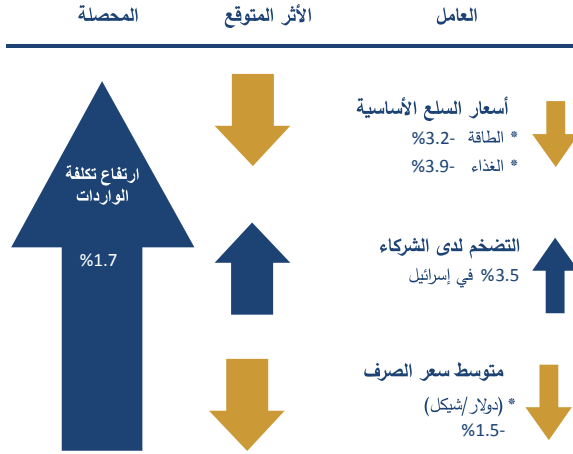 العامل الأثر المتوقع المحصلة
أسعار السلع الأساسية
* الطاقة -3.2%
* الغذاء -3.9%
ارتفاع تكلفة
الواردات
1.7%
التضخم لدى الشركاء
3.5% في إسرائيل
متوسط سعر الصرف
* (دولار/شيكل)
-1.5%